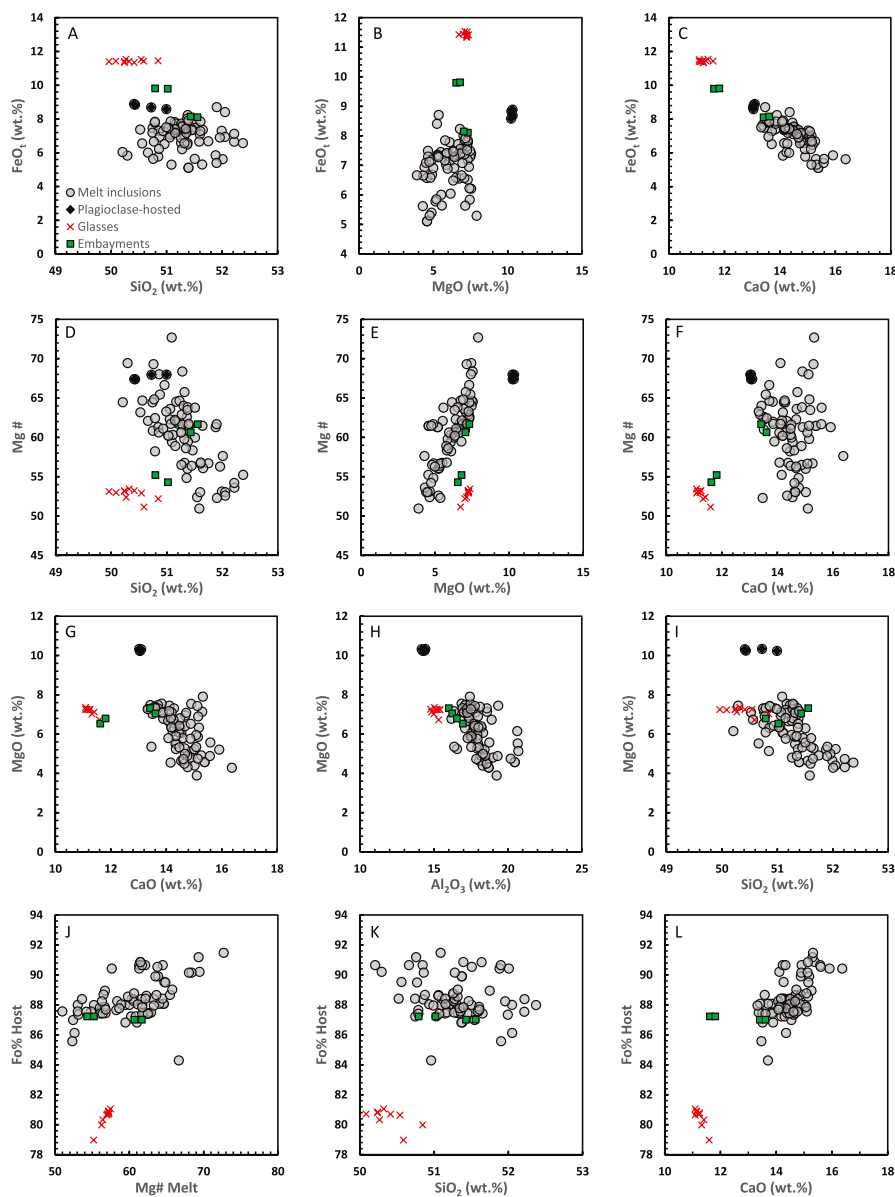 A
14
12
10
8
6
4
2
0
FeOt (wt.%)
Melt inclusions
Plagioclase-hosted
Glasses
Embayments
49 50 51 52 53
SiO2 (wt.%)
B
12
11
10
9
8
7
6
5
4
FeOt (wt.%)
0 5 10 15
MgO (wt.%)
C
14
12
10
8
6
4
2
0
FeOt (wt.%)
10 12 14 16 18
CaO (wt.%)
D
75
70
65
60
55
50
45
Mg #
49 50 51 52 53
SiO2 (wt.%)
E
75
70
65
60
55
50
45
Mg #
0 5 10 15
MgO (wt.%)
F
75
70
65
60
55
50
45
Mg #
10 12 14 16 18
CaO (wt.%)
G
12
10
8
6
4
2
0
MgO (wt.%)
10 12 14 16 18
CaO (wt.%)
H
12
10
8
6
4
2
0
MgO (wt.%)
10 15 20 25
Al2O3 (wt.%)
I
12
10
8
6
4
2
0
MgO (wt.%)
49 50 51 52 53
SiO2 (wt.%)
J
94
92
90
88
86
84
82
80
78
Fo% Host
50 60 70 80
Mg# Melt
K
94
92
90
88
86
84
82
80
78
Fo% Host
50 51 52 53
SiO2 (wt.%)
L
94
92
90
88
86
84
82
80
78
Fo% Host
10 12 14 16 18
CaO (wt.%)